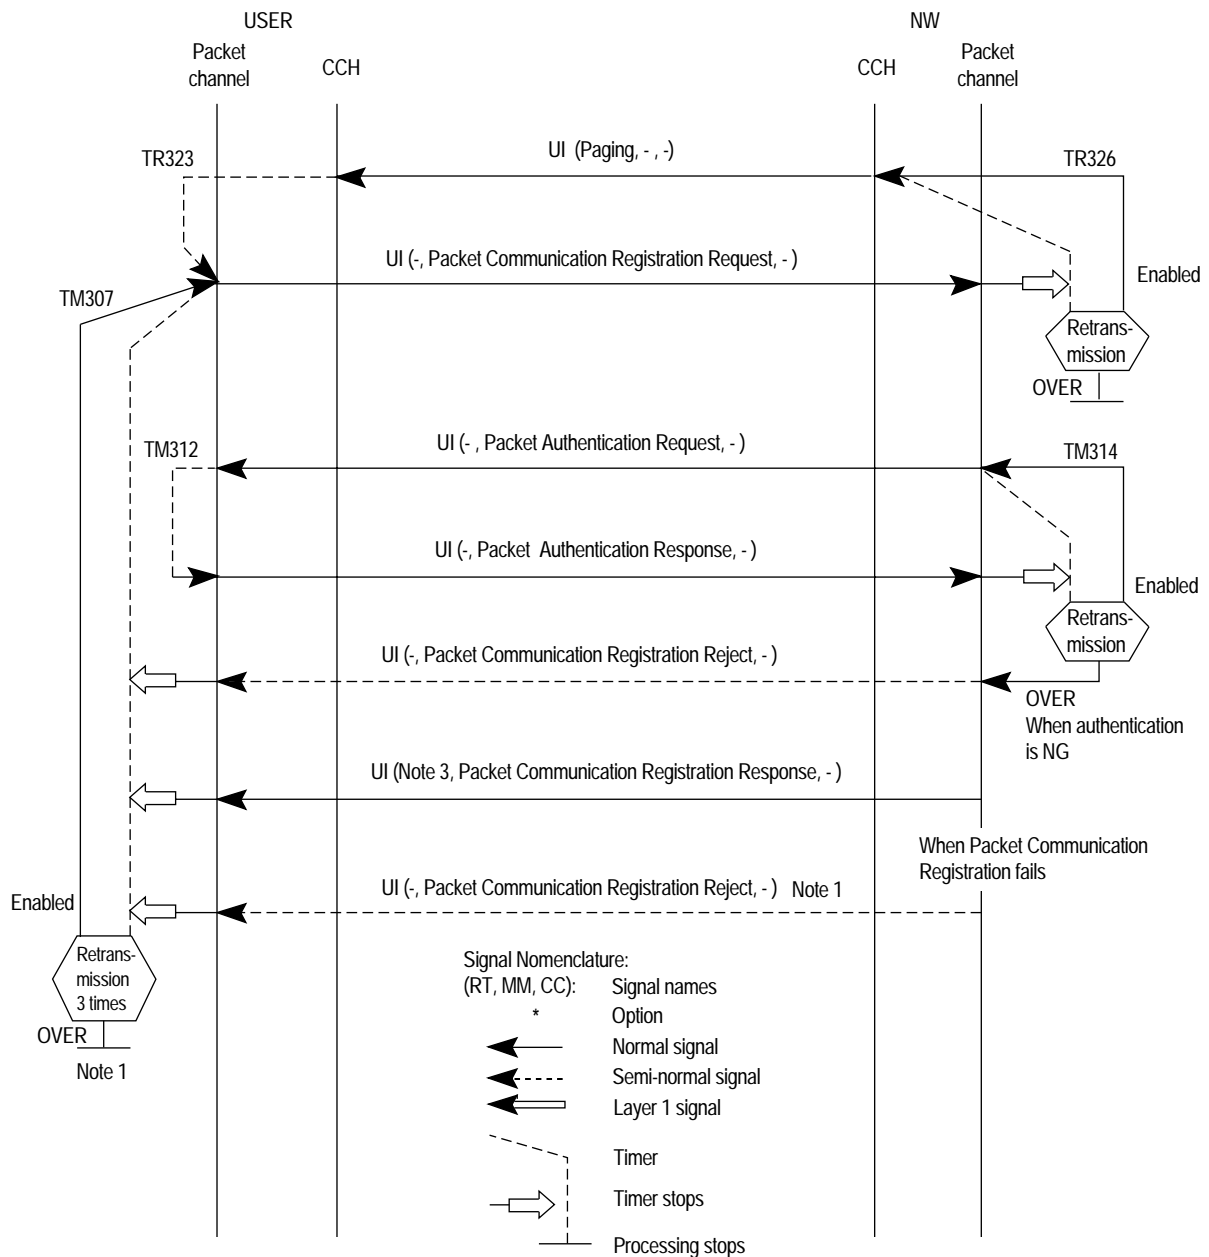 USER
NW
Packet
channel
CCH
CCH
Packet
channel
UI (Paging, - , -)
TR323
TR326
UI (-, Packet Communication Registration Request, - )
Enabled
TM307
Retrans-
mission
OVER
UI (- , Packet Authentication Request, - )
TM312
TM314
UI (-, Packet Authentication Response, - )
Enabled
Retrans-
mission
UI (-, Packet Communication Registration Reject, - )
OVER
When authentication
is NG
UI (Note 3, Packet Communication Registration Response, - )
When Packet Communication
Registration fails
UI (-, Packet Communication Registration Reject, - ) Note 1
Enabled
Retrans-
mission
3 times
OVER
Note 1
Signal Nomenclature:
(RT, MM, CC): Signal names
* Option
Normal signal
Semi-normal signal
Layer 1 signal
Timer
Timer stops
Processing stops